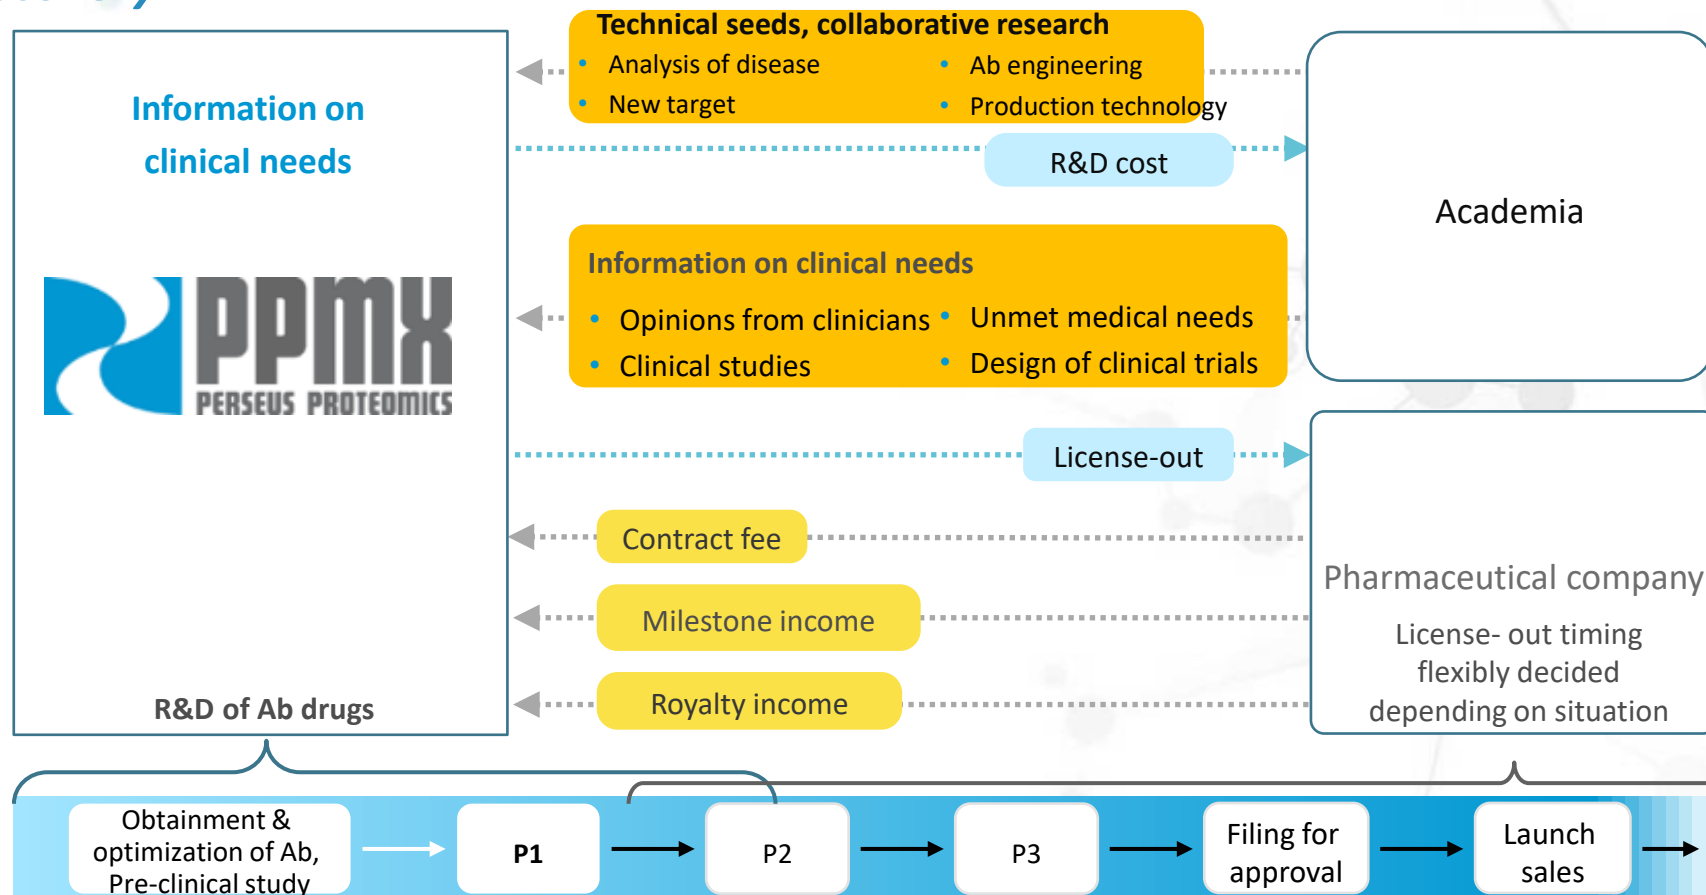 Information on
clinical needs
PPMX
PERSEUS PROTEOMICS
R&D of Ab drugs
Technical seeds, collaborative research
• Analysis of disease
• New target
• Ab engineering
• Production technology
R&D cost
Information on clinical needs
• Opinions from clinicians
• Clinical studies
• Unmet medical needs
• Design of clinical trials
License-out
Contract fee
Milestone income
Royalty income
Academia
Pharmaceutical company
License- out timing
flexibly decided
depending on situation
Obtainment &
optimization of Ab,
Pre-clinical study
P1
P2
P3
Filing for
approval
Launch
sales